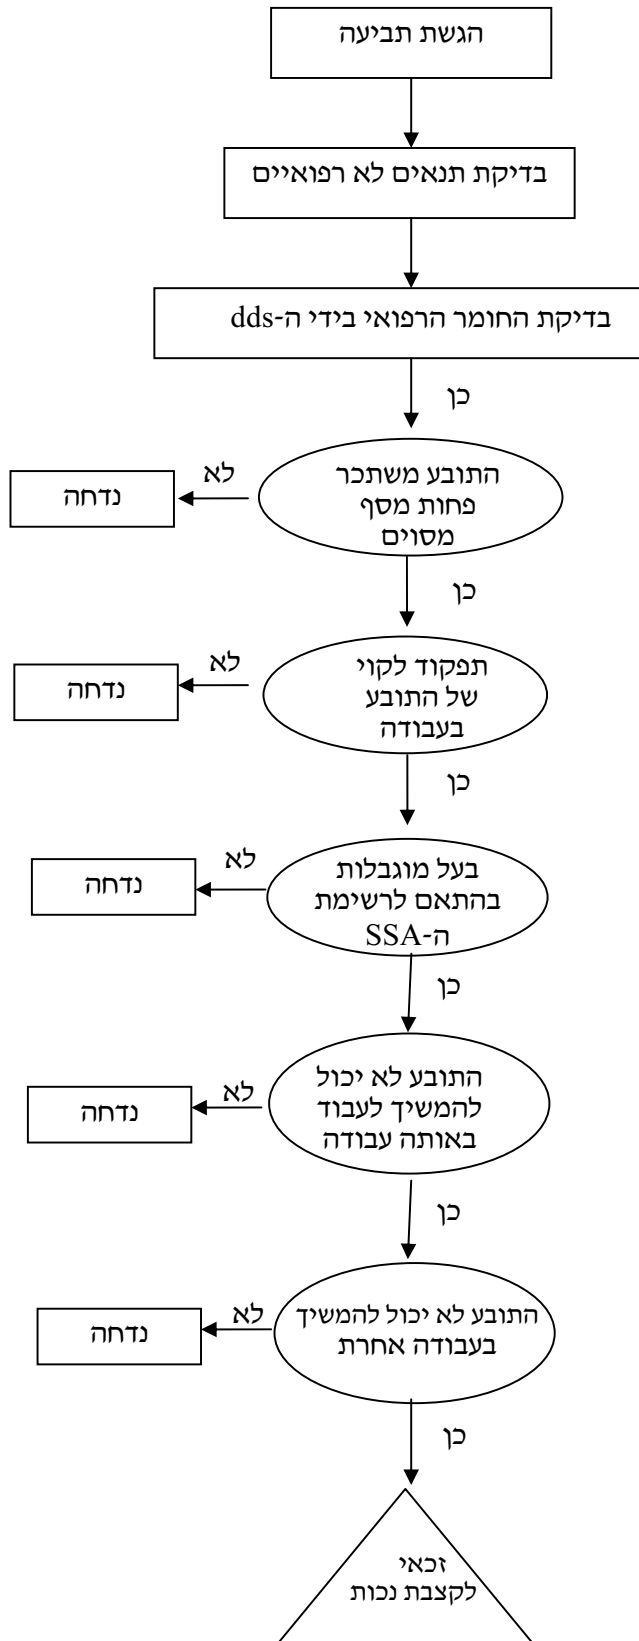 הגשת תביעה
בדיקת תנאים לא רפואיים
בדיקת החומר הרפואי בידי ה-dds
כן
התובע משתכר
פחות מסף
מסוים
לא
נדחה
כן
תפקוד לקוי
של התובע
בעבודה
לא
נדחה
כן
בעל מוגבלות
בהתאם לרשימת
ה-SSA
לא
נדחה
כן
התובע לא יכול
להמשיך לעבוד
באותה עבודה
לא
נדחה
כן
התובע לא יכול להמשיך
בעבודה אחרת
לא
נדחה
כן
זכאי
לקצבת נכות